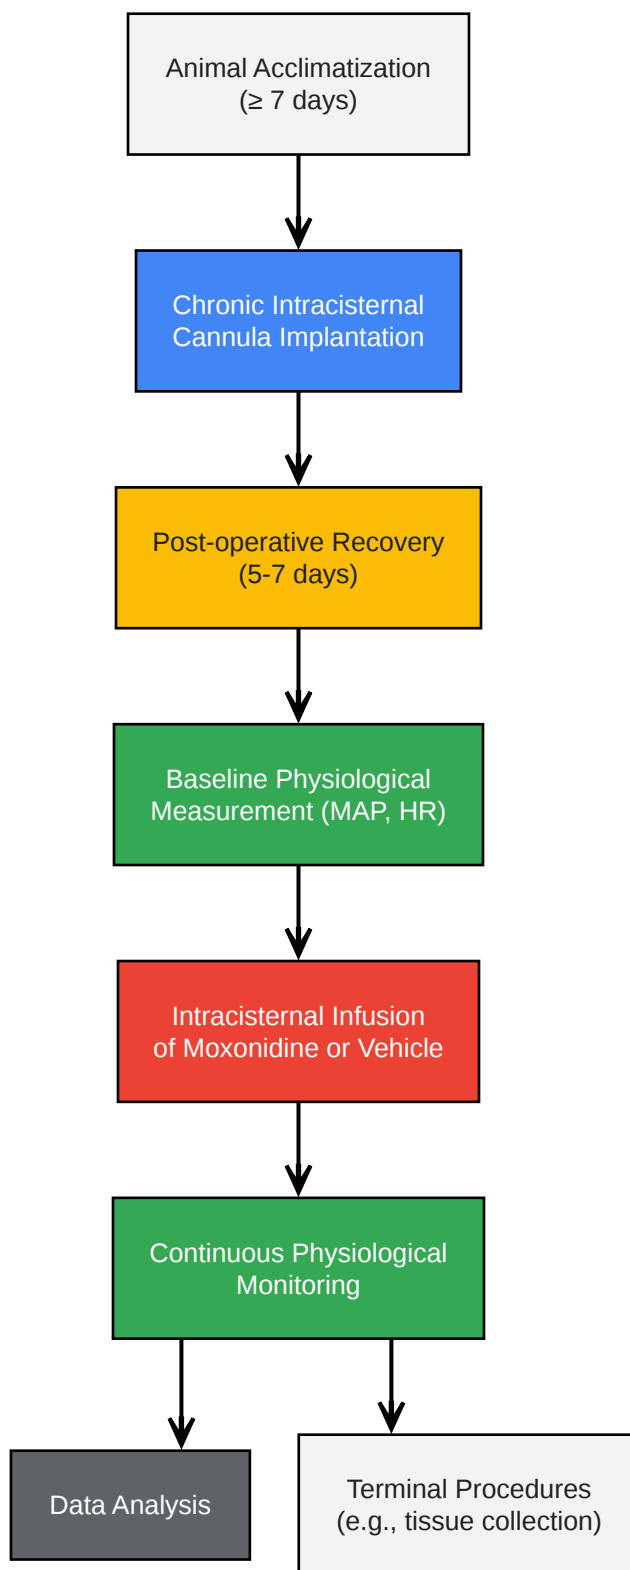 Animal Acclimatization
(≥ 7 days)
Chronic Intracisternal
Cannula Implantation
Post-operative Recovery
(5-7 days)
Baseline Physiological
Measurement (MAP, HR)
Intracisternal Infusion
of Moxonidine or Vehicle
Continuous Physiological
Monitoring
Data Analysis
Terminal Procedures
(e.g., tissue collection)